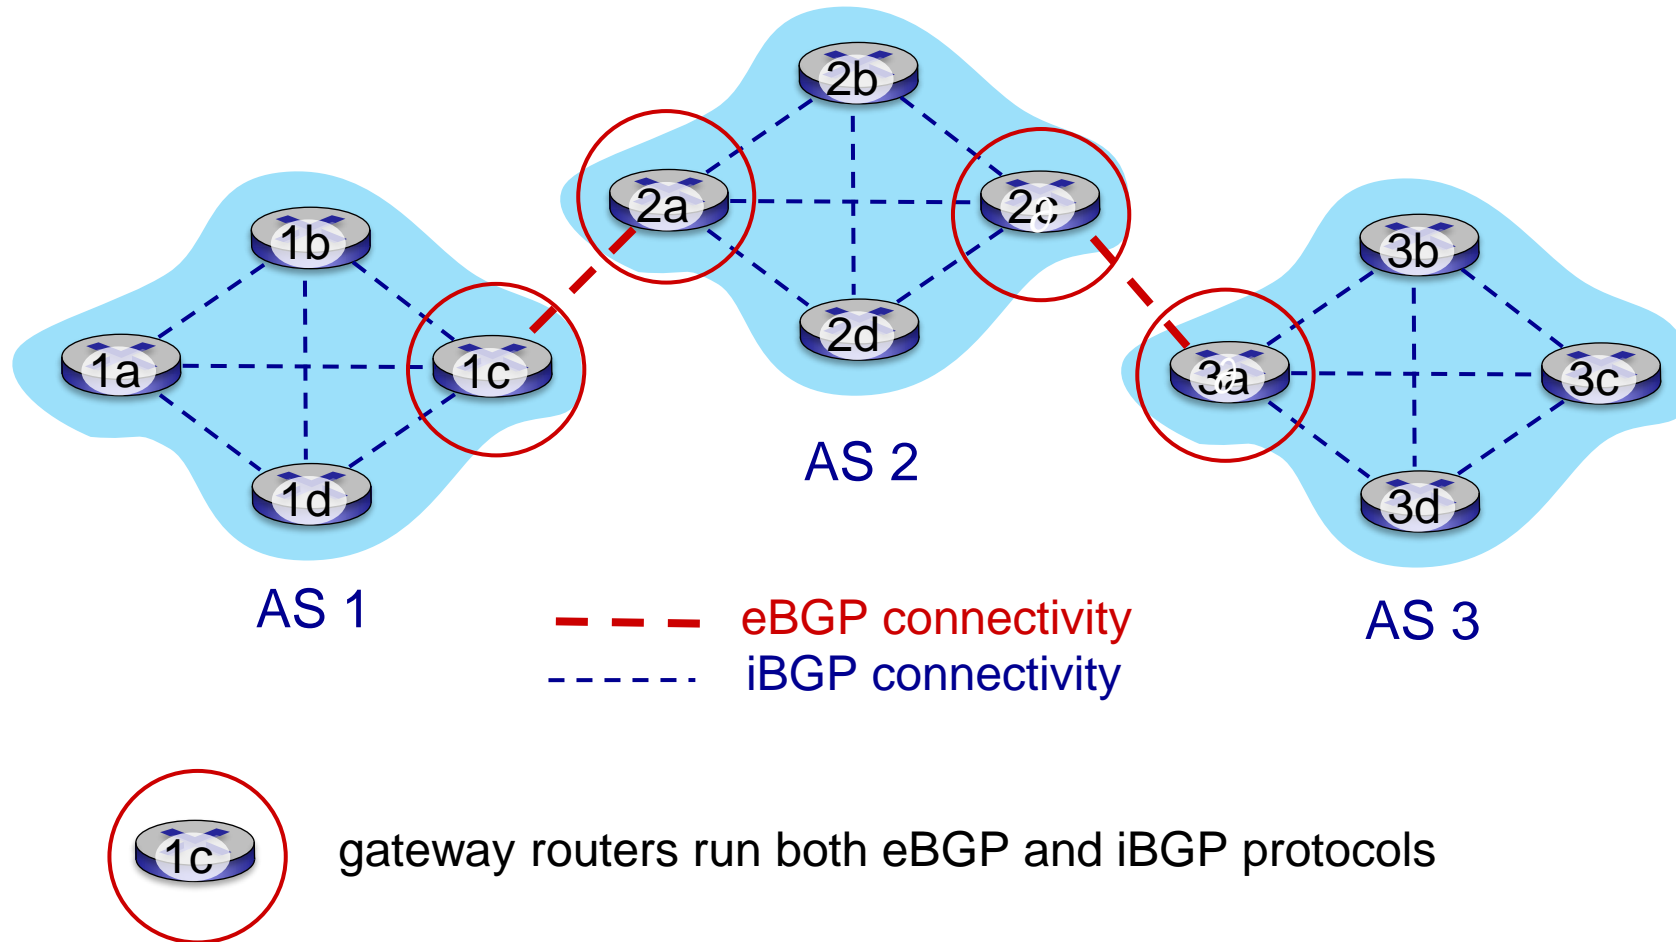 2b
2a
2c
1b
3b
2d
1a
1c
3a
3c
AS 2
1d
3d
AS 1
eBGP connectivity
AS 3
iBGP connectivity
1c
gateway routers run both eBGP and iBGP protocols